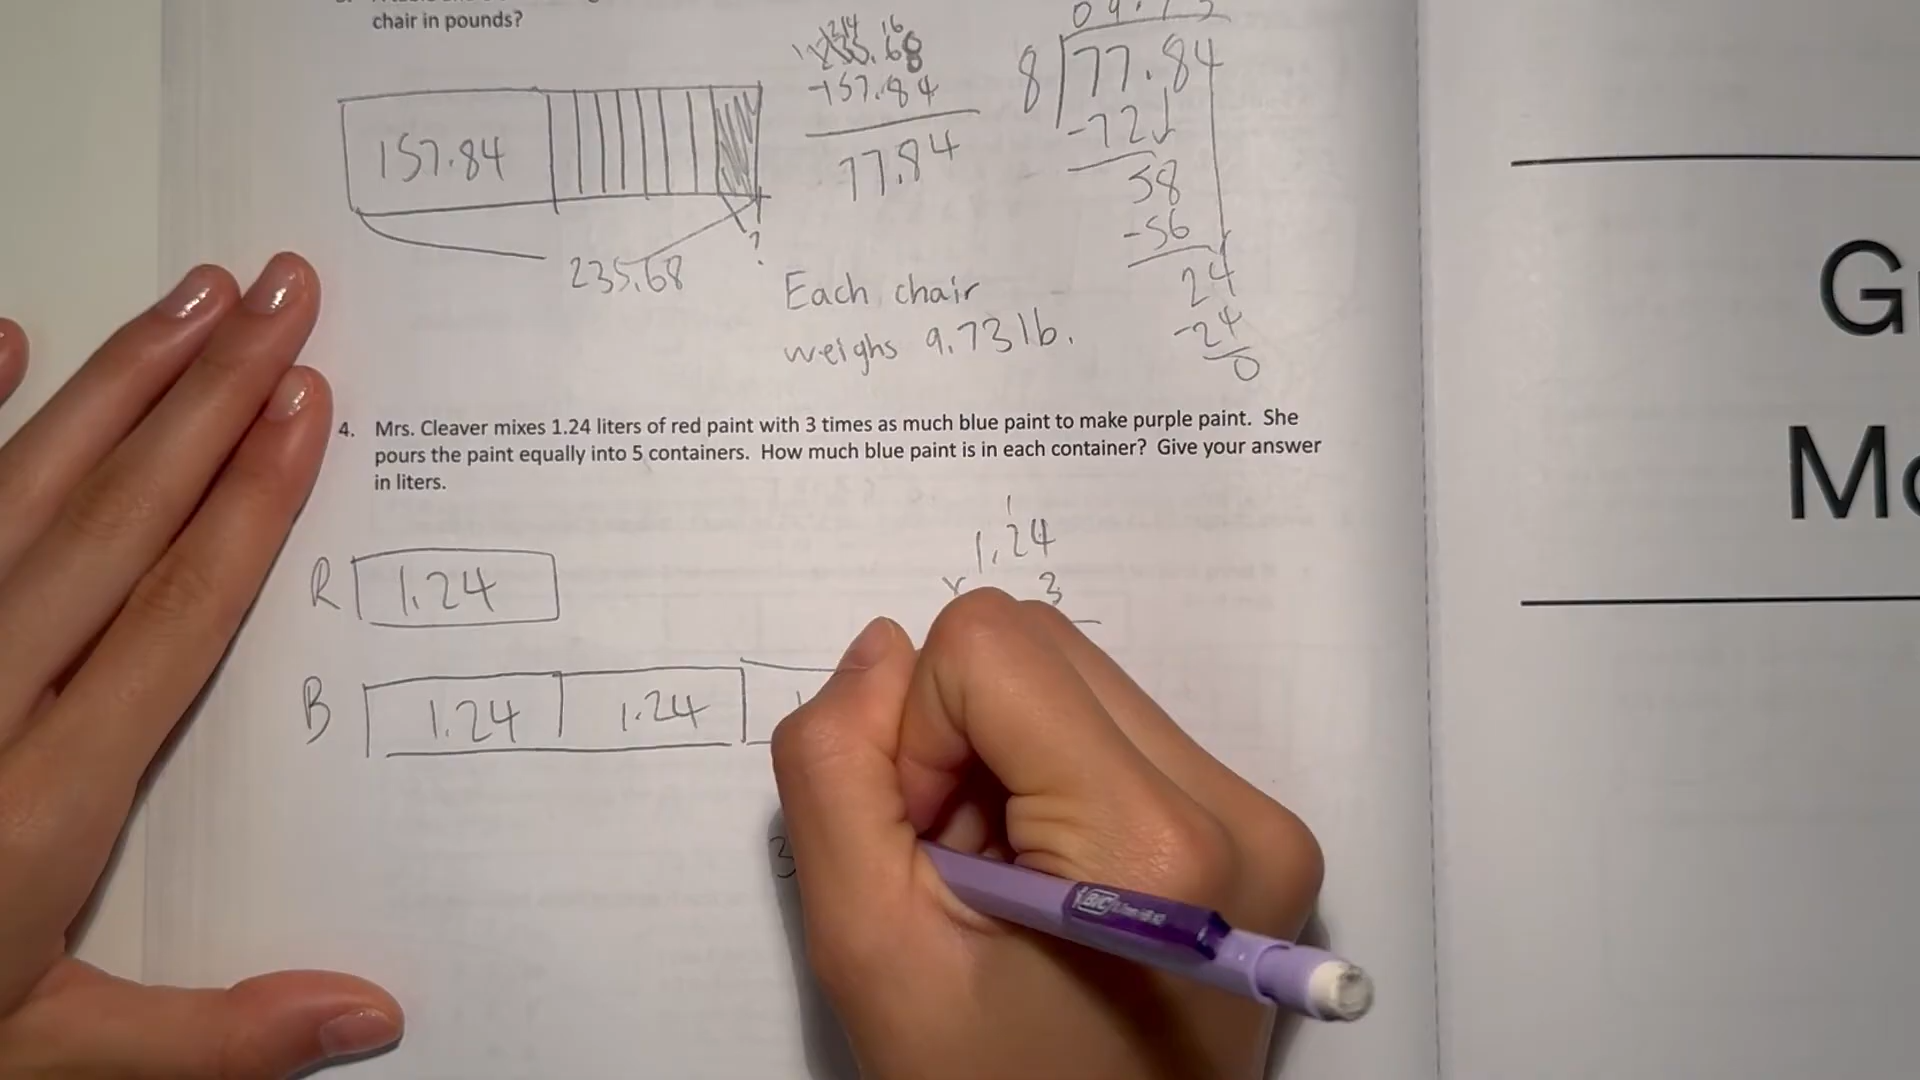 chair in pounds?
157.84
235.68
?
-157.84
77.84
8 77.84
-72
58
-56
24
-24
0
Each chair
weighs 9.73 lb.
4. Mrs. Cleaver mixes 1.24 liters of red paint with 3 times as much blue paint to make purple paint. She
pours the paint equally into 5 containers. How much blue paint is in each container? Give your answer
in liters.
R 1.24
1
1.24
x 3
B 1.24 1.24
3
BIC
G